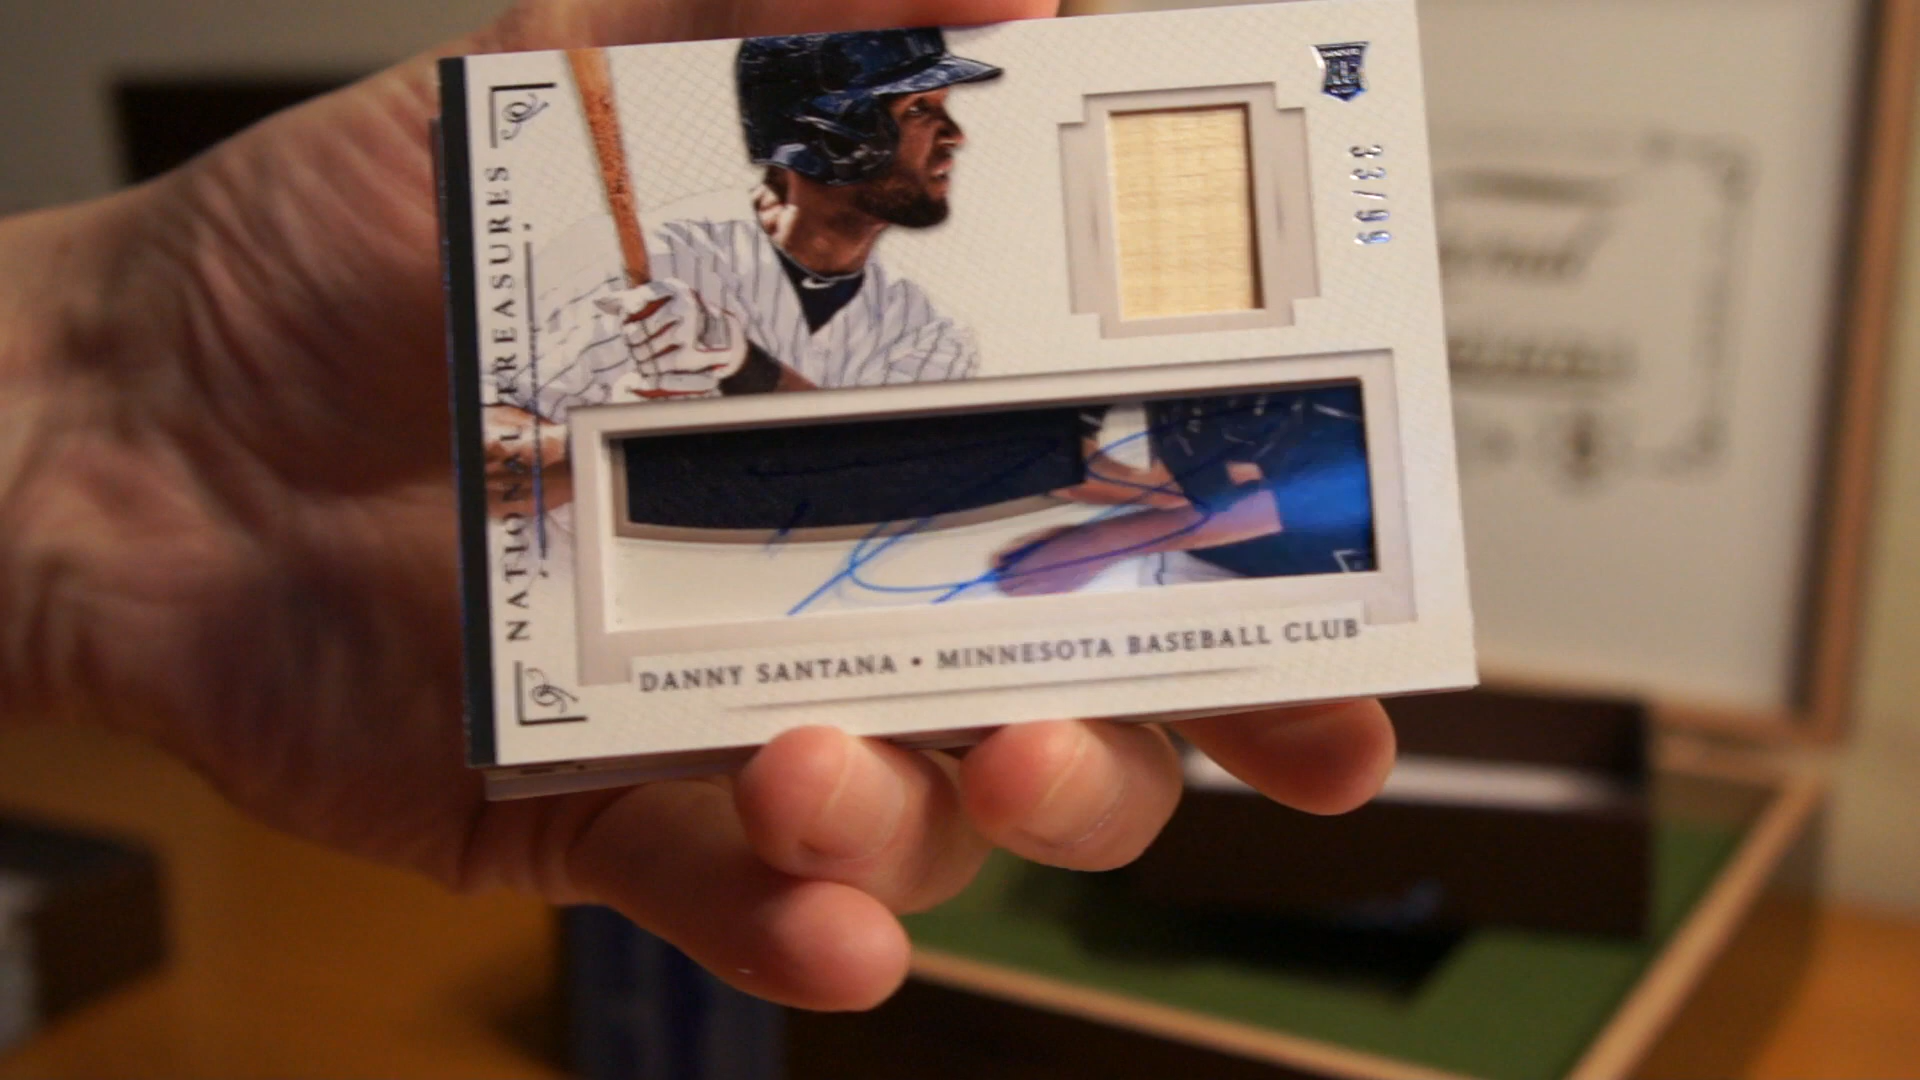 NATIONAL TREASURES
33/99
DANNY SANTANA • MINNESOTA BASEBALL CLUB